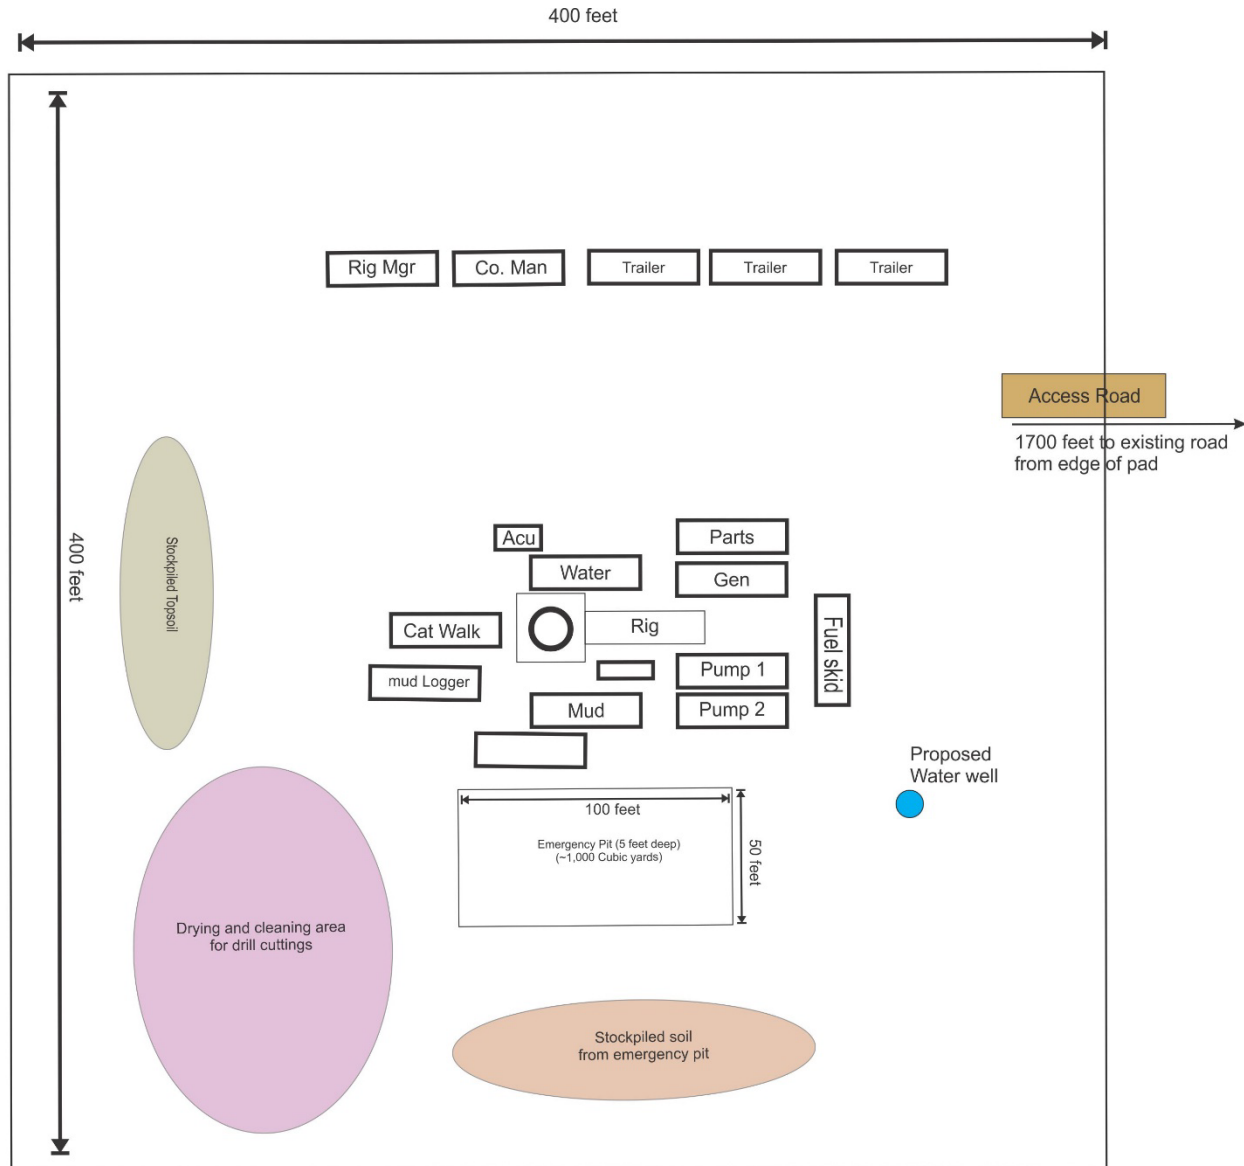 400 feet
Rig Mgr
Co. Man
Trailer
Trailer
Trailer
Access Road
1700 feet to existing road
from edge of pad
400 feet
Stockpiled Topsoil
Acu
Parts
Water
Gen
Cat Walk
Rig
Fuel skid
mud Logger
Pump 1
Mud
Pump 2
Proposed
Water well
100 feet
50 feet
Emergency Pit (5 feet deep)
(~1,000 Cubic yards)
Drying and cleaning area
for drill cuttings
Stockpiled soil
from emergency pit